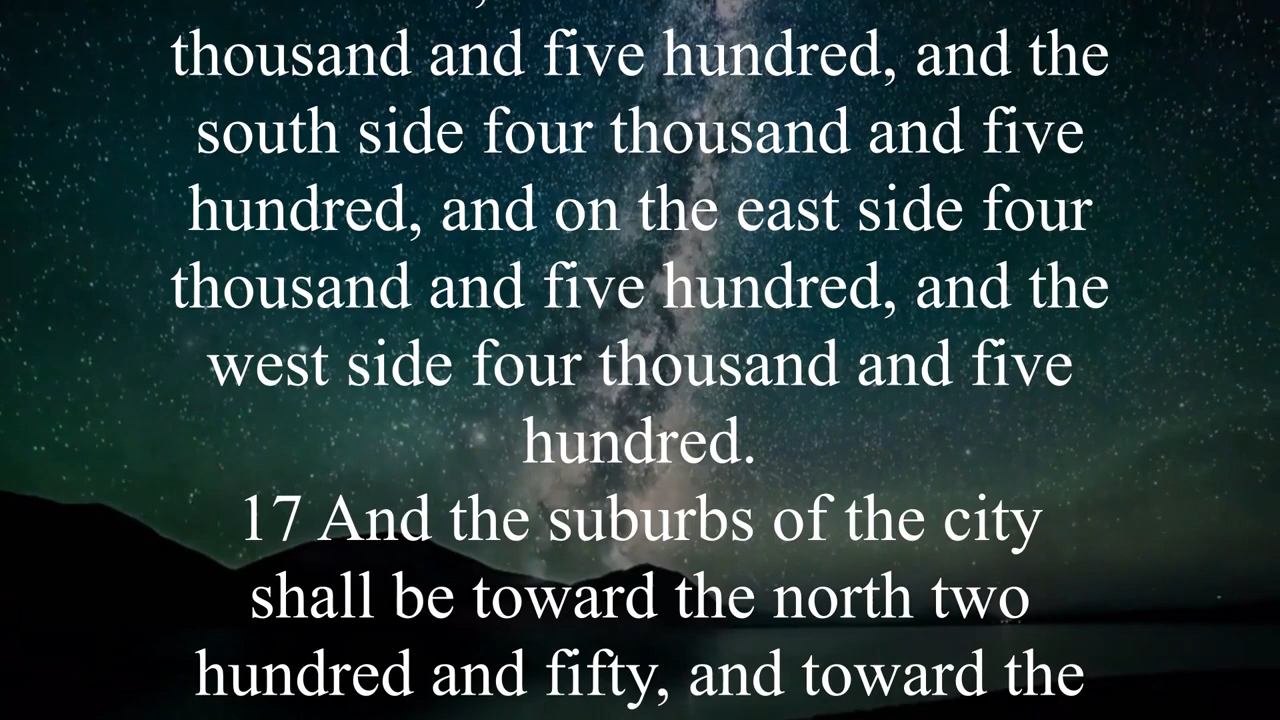 thousand and five hundred, and the
south side four thousand and five
hundred, and on the east side four
thousand and five hundred, and the
west side four thousand and five
hundred.
17 And the suburbs of the city
shall be toward the north two
hundred and fifty, and toward the